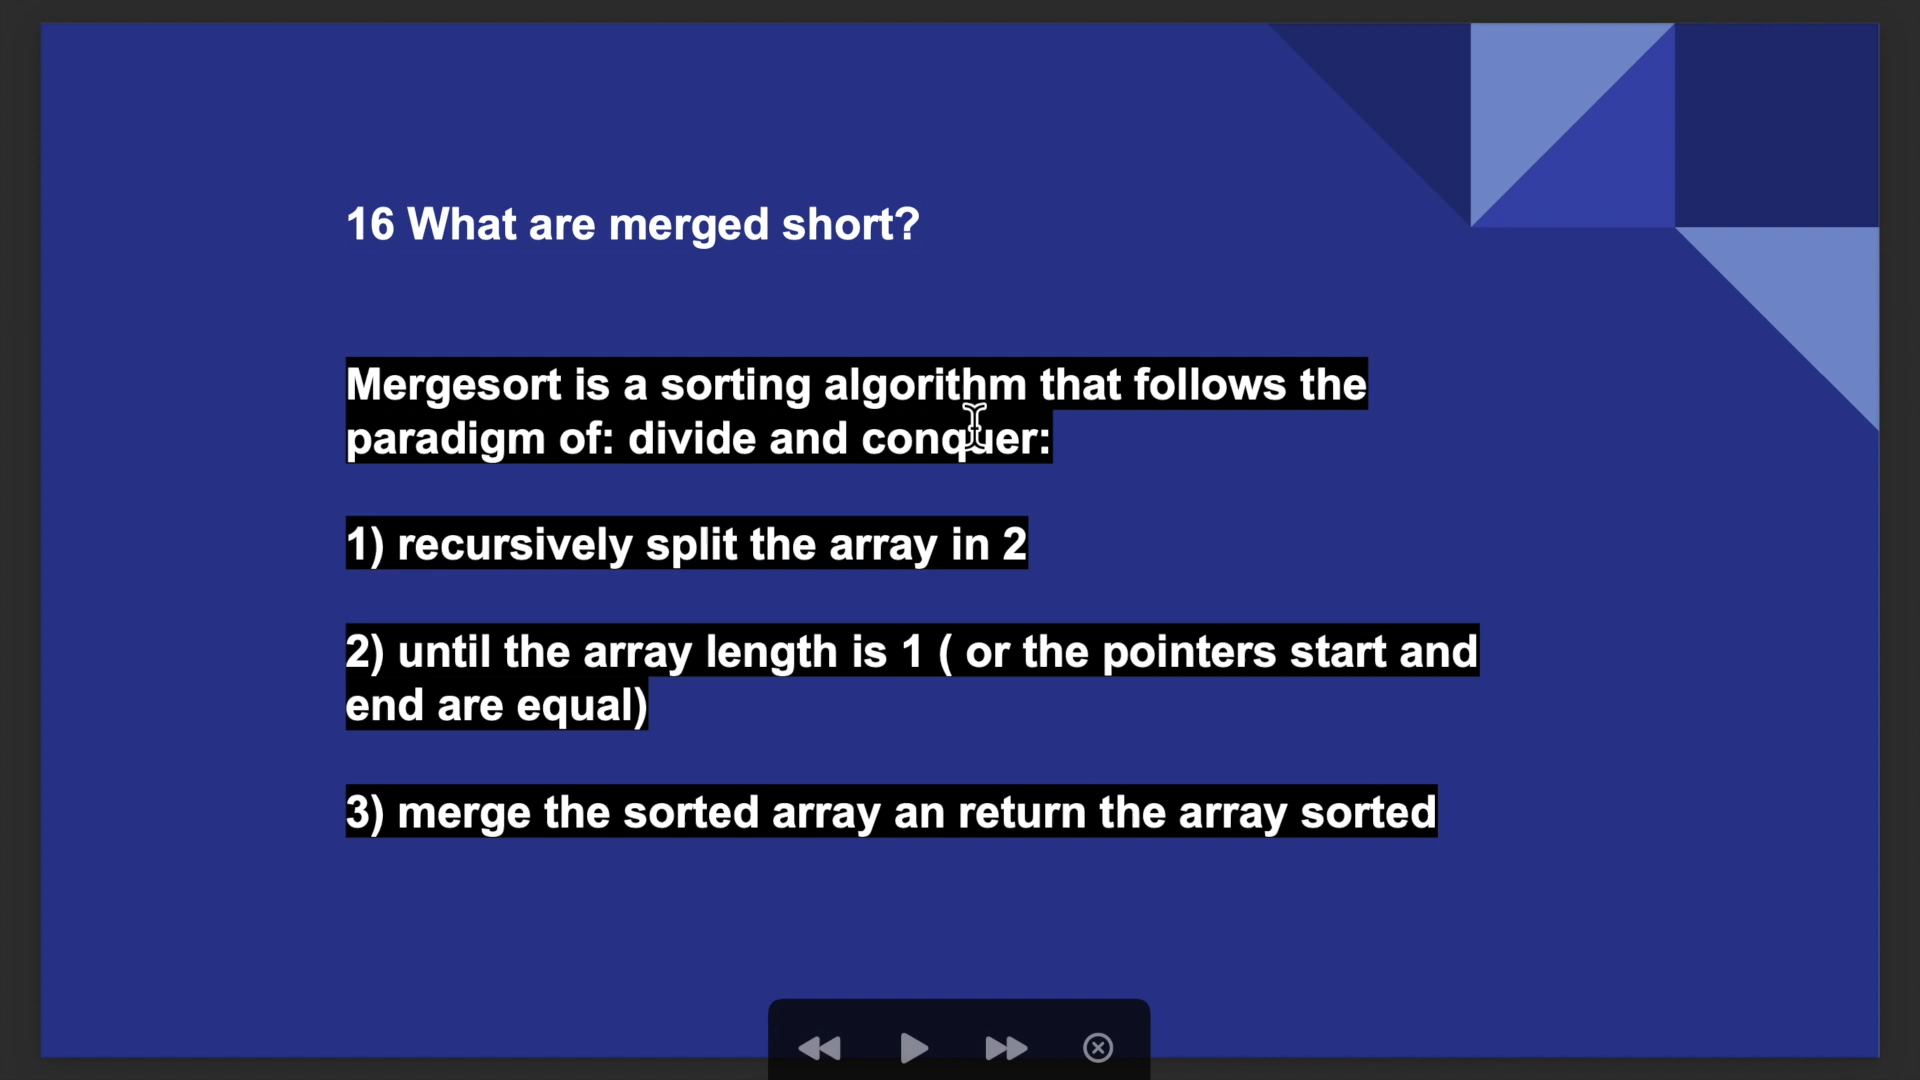 16 What are merged short?
Mergesort is a sorting algorithm that follows the
paradigm of: divide and conquer:
1) recursively split the array in 2
2) until the array length is 1 ( or the pointers start and
end are equal)
3) merge the sorted array an return the array sorted